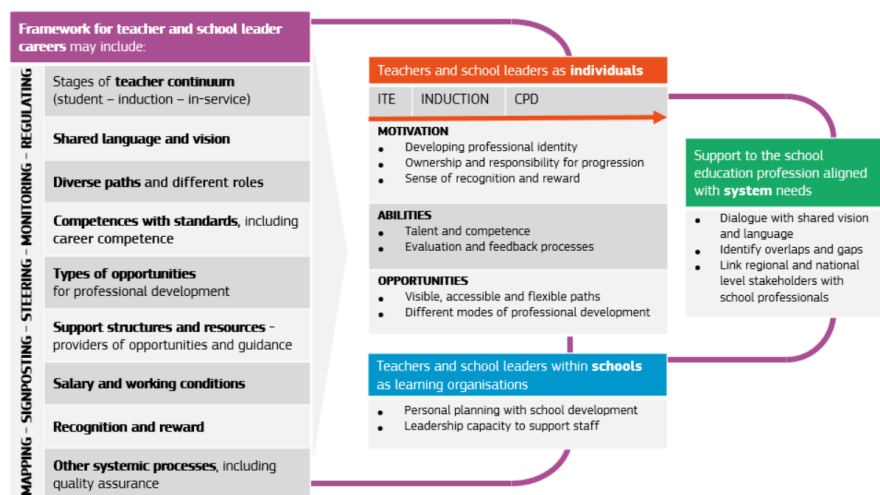 Framework for teacher and school leader
careers may include:
MAPPING – SIGNPOSTING – STEERING – MONITORING – REGULATING
Stages of teacher continuum
(student – induction – in-service)
Shared language and vision
Diverse paths and different roles
Competences with standards, including
career competence
Types of opportunities
for professional development
Support structures and resources -
providers of opportunities and guidance
Salary and working conditions
Recognition and reward
Other systemic processes, including
quality assurance
Teachers and school leaders as individuals
ITE INDUCTION CPD
MOTIVATION
• Developing professional identity
• Ownership and responsibility for progression
• Sense of recognition and reward
ABILITIES
• Talent and competence
• Evaluation and feedback processes
OPPORTUNITIES
• Visible, accessible and flexible paths
• Different modes of professional development
Teachers and school leaders within schools
as learning organisations
• Personal planning with school development
• Leadership capacity to support staff
Support to the school
education profession aligned
with system needs
• Dialogue with shared vision
and language
• Identify overlaps and gaps
• Link regional and national
level stakeholders with
school professionals